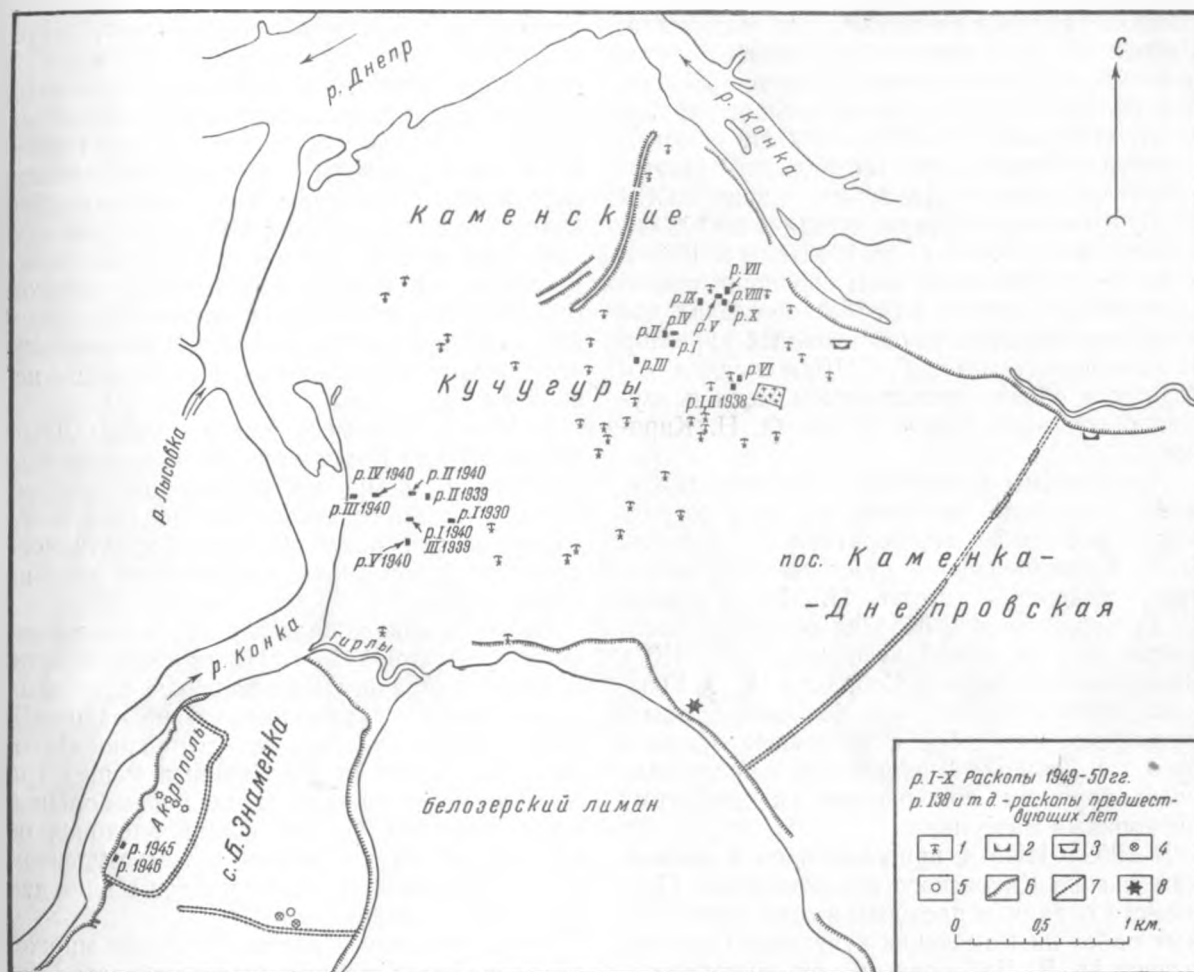 р. Днепр
С
р. Конка
Каменские
р. VII
р. IX
р. VIII
р. IV
р. X
р. II
р. V
р. I
р. III
Кучугуры
р. VI
р. I, II 1938
р. Лысовка
р. IV 1940
р. II 1940
р. III 1940
р. II 1939
р. I 1930
р. I 1940
III 1939
р. V 1940
пос. Каменка-
-Днепровская
р. Конка
Гирлы
Акрополь
с. Б. Знаменка
Белозерский лиман
р. 1945
р. 1946
р. I-X Раскопы 1949-50гг.
р. I38 и т.д. - раскопы предшест-
вующих лет
1 2 3 4
5 6 7 8
0 0,5 1 км.